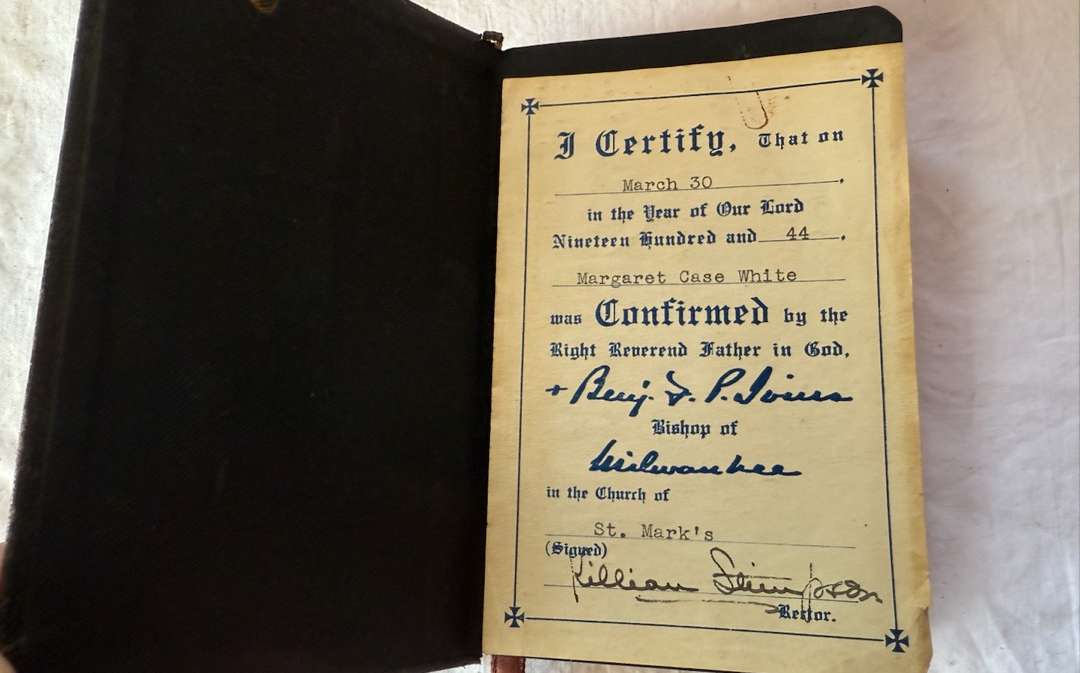 I Certify, That on
March 30.
in the Year of Our Lord
Nineteen Hundred and 44.
Margaret Case White
was Confirmed by the
Right Reverend Father in God,
+ Benj. F. P. Ivins
Bishop of
Milwaukee
in the Church of
St. Mark's
(Signed)
Killian Stimpson
Rector.